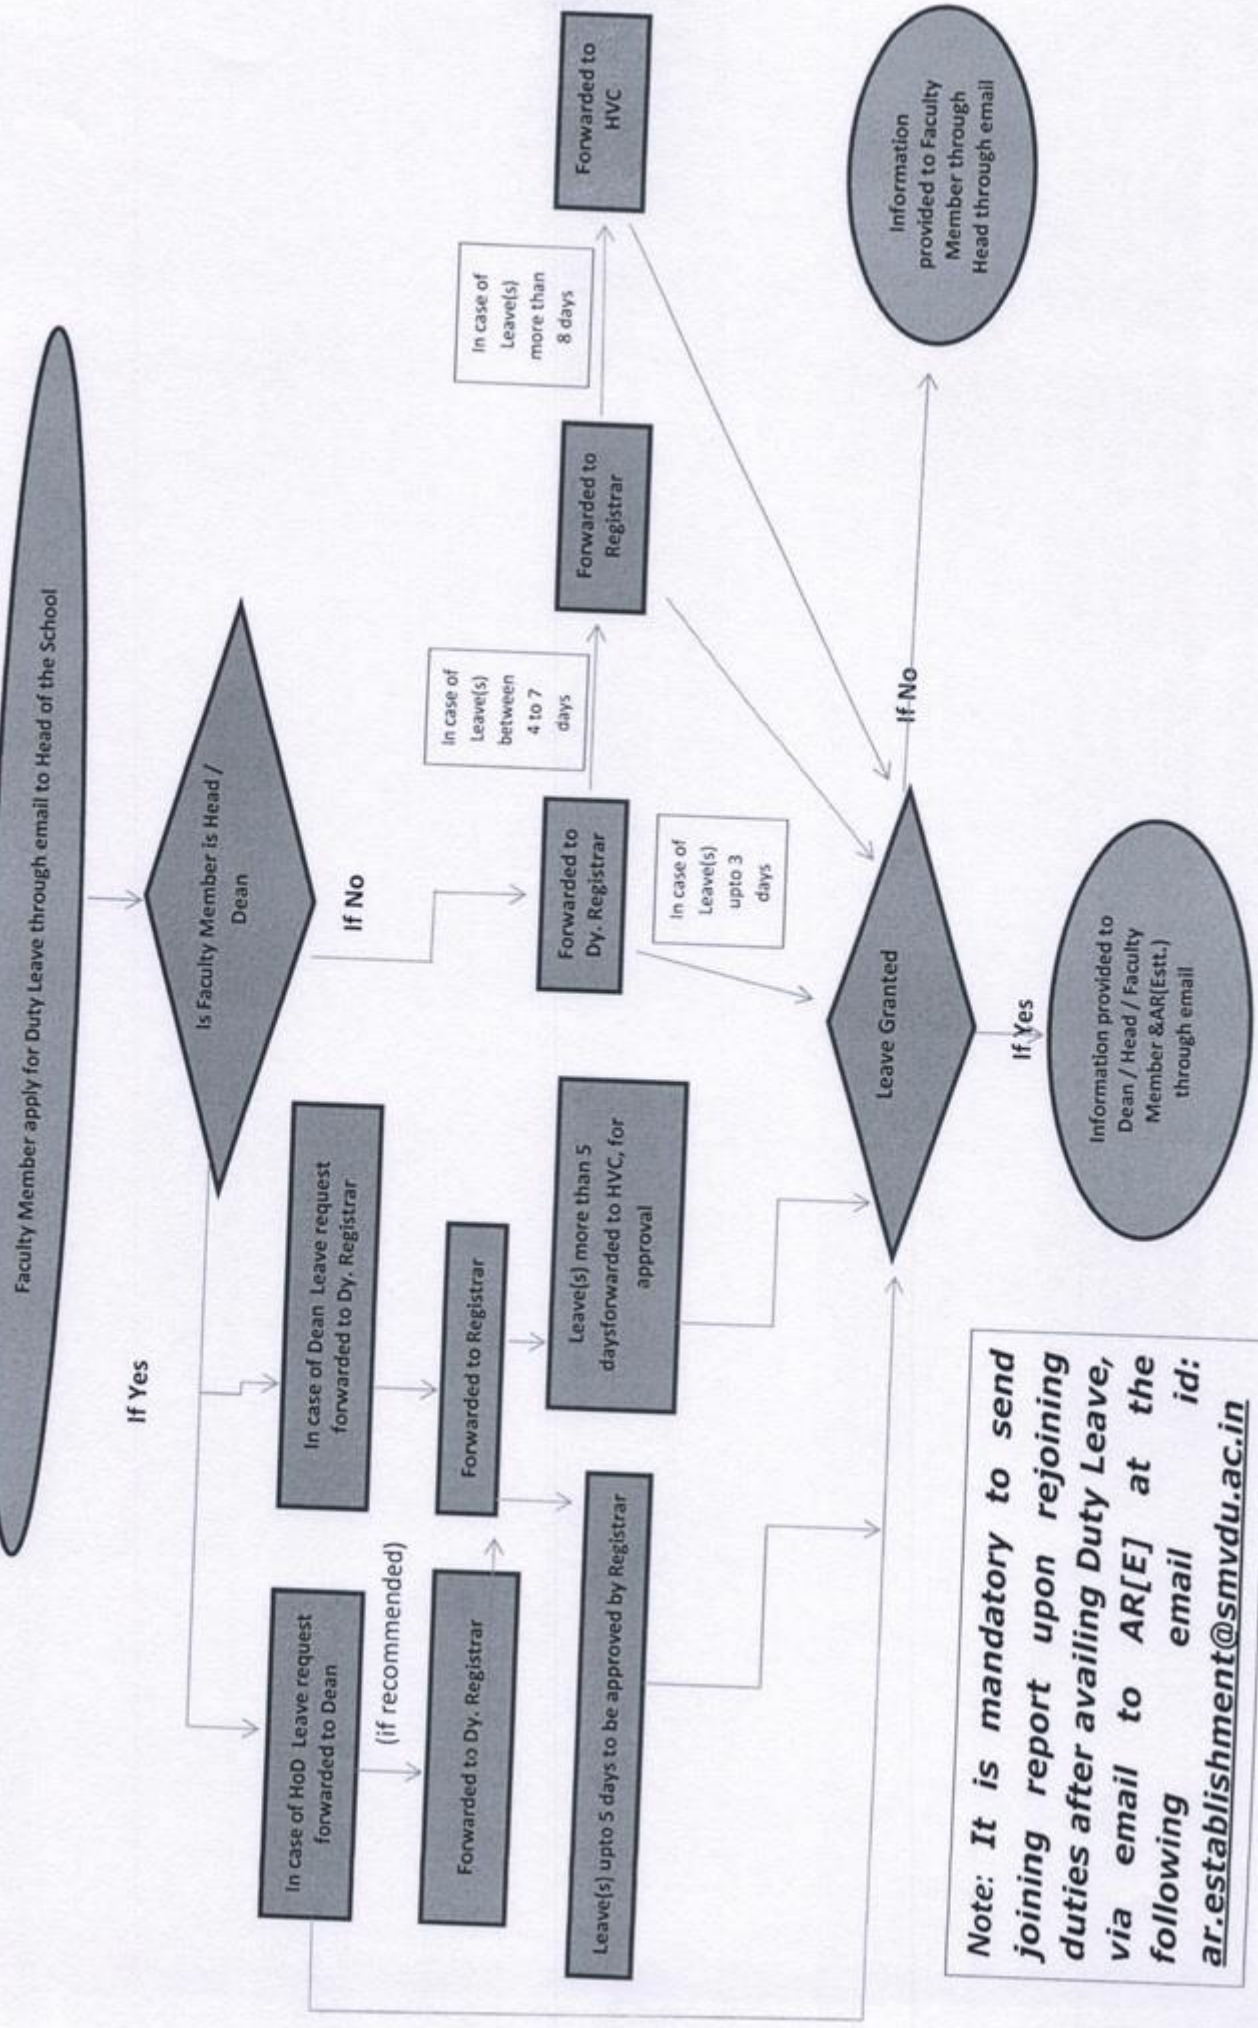 Faculty Member apply for Duty Leave through email to Head of the School
Is Faculty Member is Head /
Dean
If Yes
If No
In case of HoD Leave request
forwarded to Dean
In case of Dean Leave request
forwarded to Dy. Registrar
(if recommended)
Forwarded to Dy. Registrar
Forwarded to Registrar
Leave(s) upto 5 days to be approved by Registrar
Leave(s) more than 5
daysforwarded to HVC, for
approval
Forwarded to
Dy. Registrar
In case of
Leave(s)
between
4 to 7
days
Forwarded to
Registrar
In case of
Leave(s)
more than
8 days
Forwarded to
HVC
In case of
Leave(s)
upto 3
days
Leave Granted
If No
Information
provided to Faculty
Member through
Head through email
If Yes
Information provided to
Dean / Head / Faculty
Member &AR(Estt.)
through email
Note: It is mandatory to send
joining report upon rejoining
duties after availing Duty Leave,
via email to AR[E] at the
following email id:
ar.establishment@smvdu.ac.in